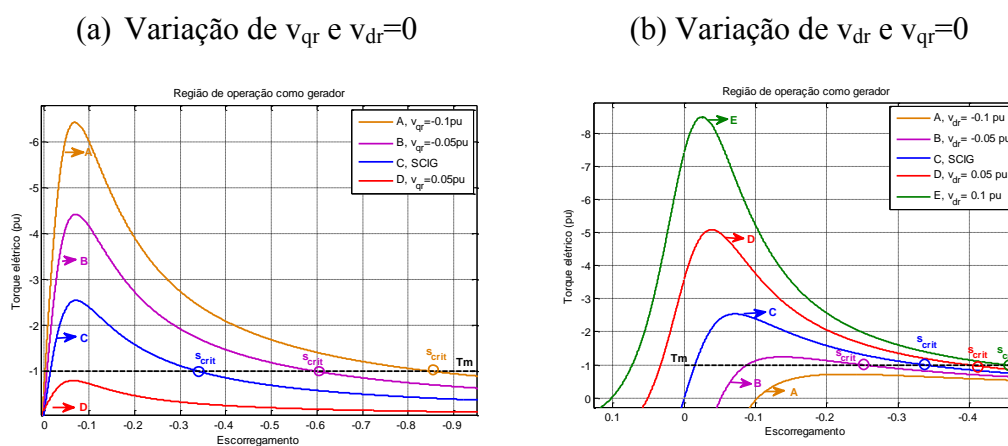 (a) Variação de vqr e vdr=0
(b) Variação de vdr e vqr=0
Região de operação como gerador
Torque elétrico (pu)
-6
-5
-4
-3
-2
-1
A
B
C
D
A, vqr=-0.1pu
B, vqr=-0.05pu
C, SCIG
D, vqr=0.05pu
scrit
scrit
scrit
Tm
0
-0.1
-0.2
-0.3
-0.4
-0.5
-0.6
-0.7
-0.8
-0.9
Escorregamento
Região de operação como gerador
Torque elétrico (pu)
-8
-7
-6
-5
-4
-3
-2
-1
0
E
D
C
B
A
A, vdr= -0.1 pu
B, vdr= -0.05 pu
C, SCIG
D, vdr= 0.05 pu
E, vdr= 0.1 pu
Tm
scrit
scrit
scrit
0.1
0
-0.1
-0.2
-0.3
-0.4
Escorregamento